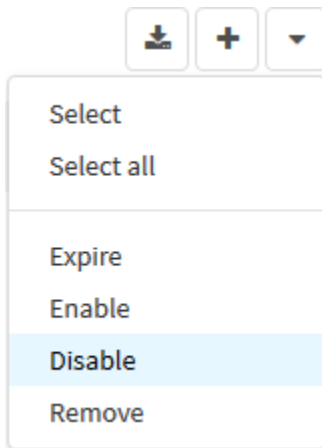 Select
Select all
Expire
Enable
Disable
Remove